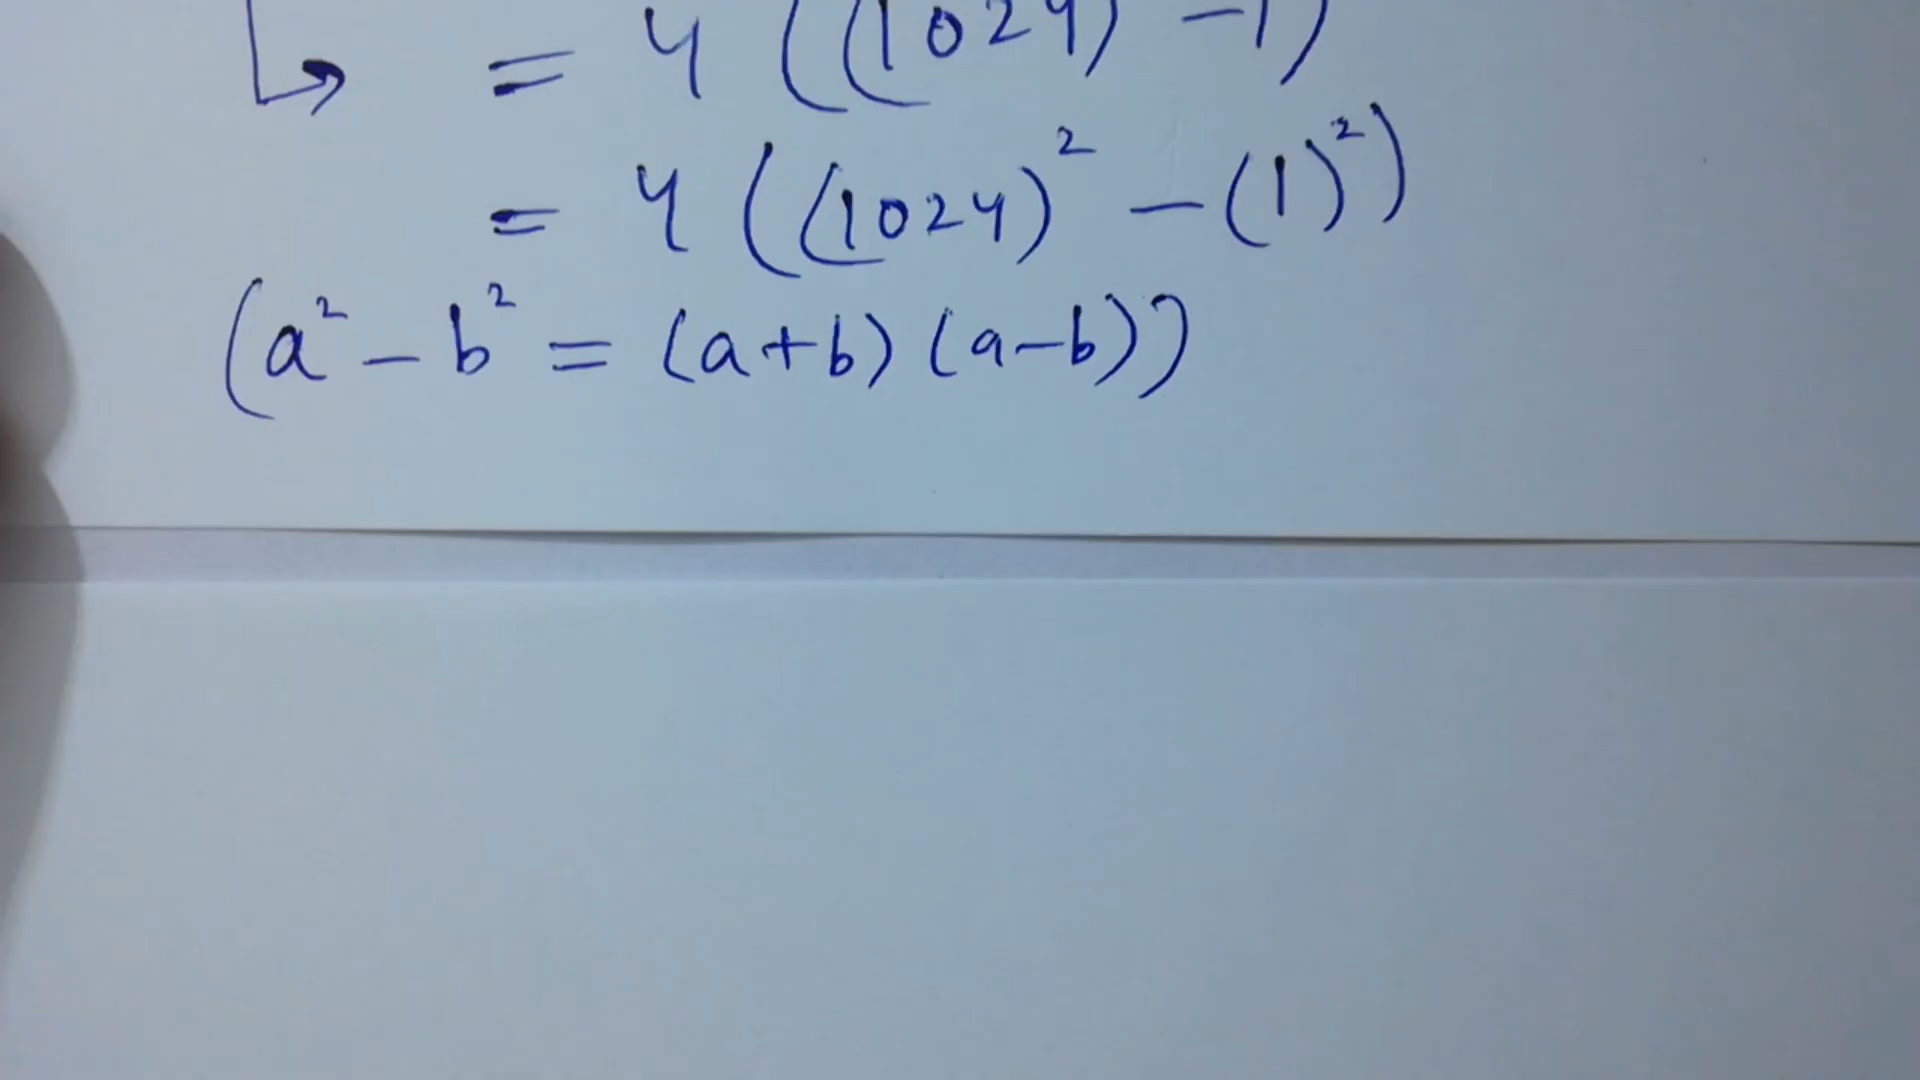 = 4 ((1024) - 1)
= 4 ((1024)² - (1)²)
(a² - b² = (a+b) (a-b))